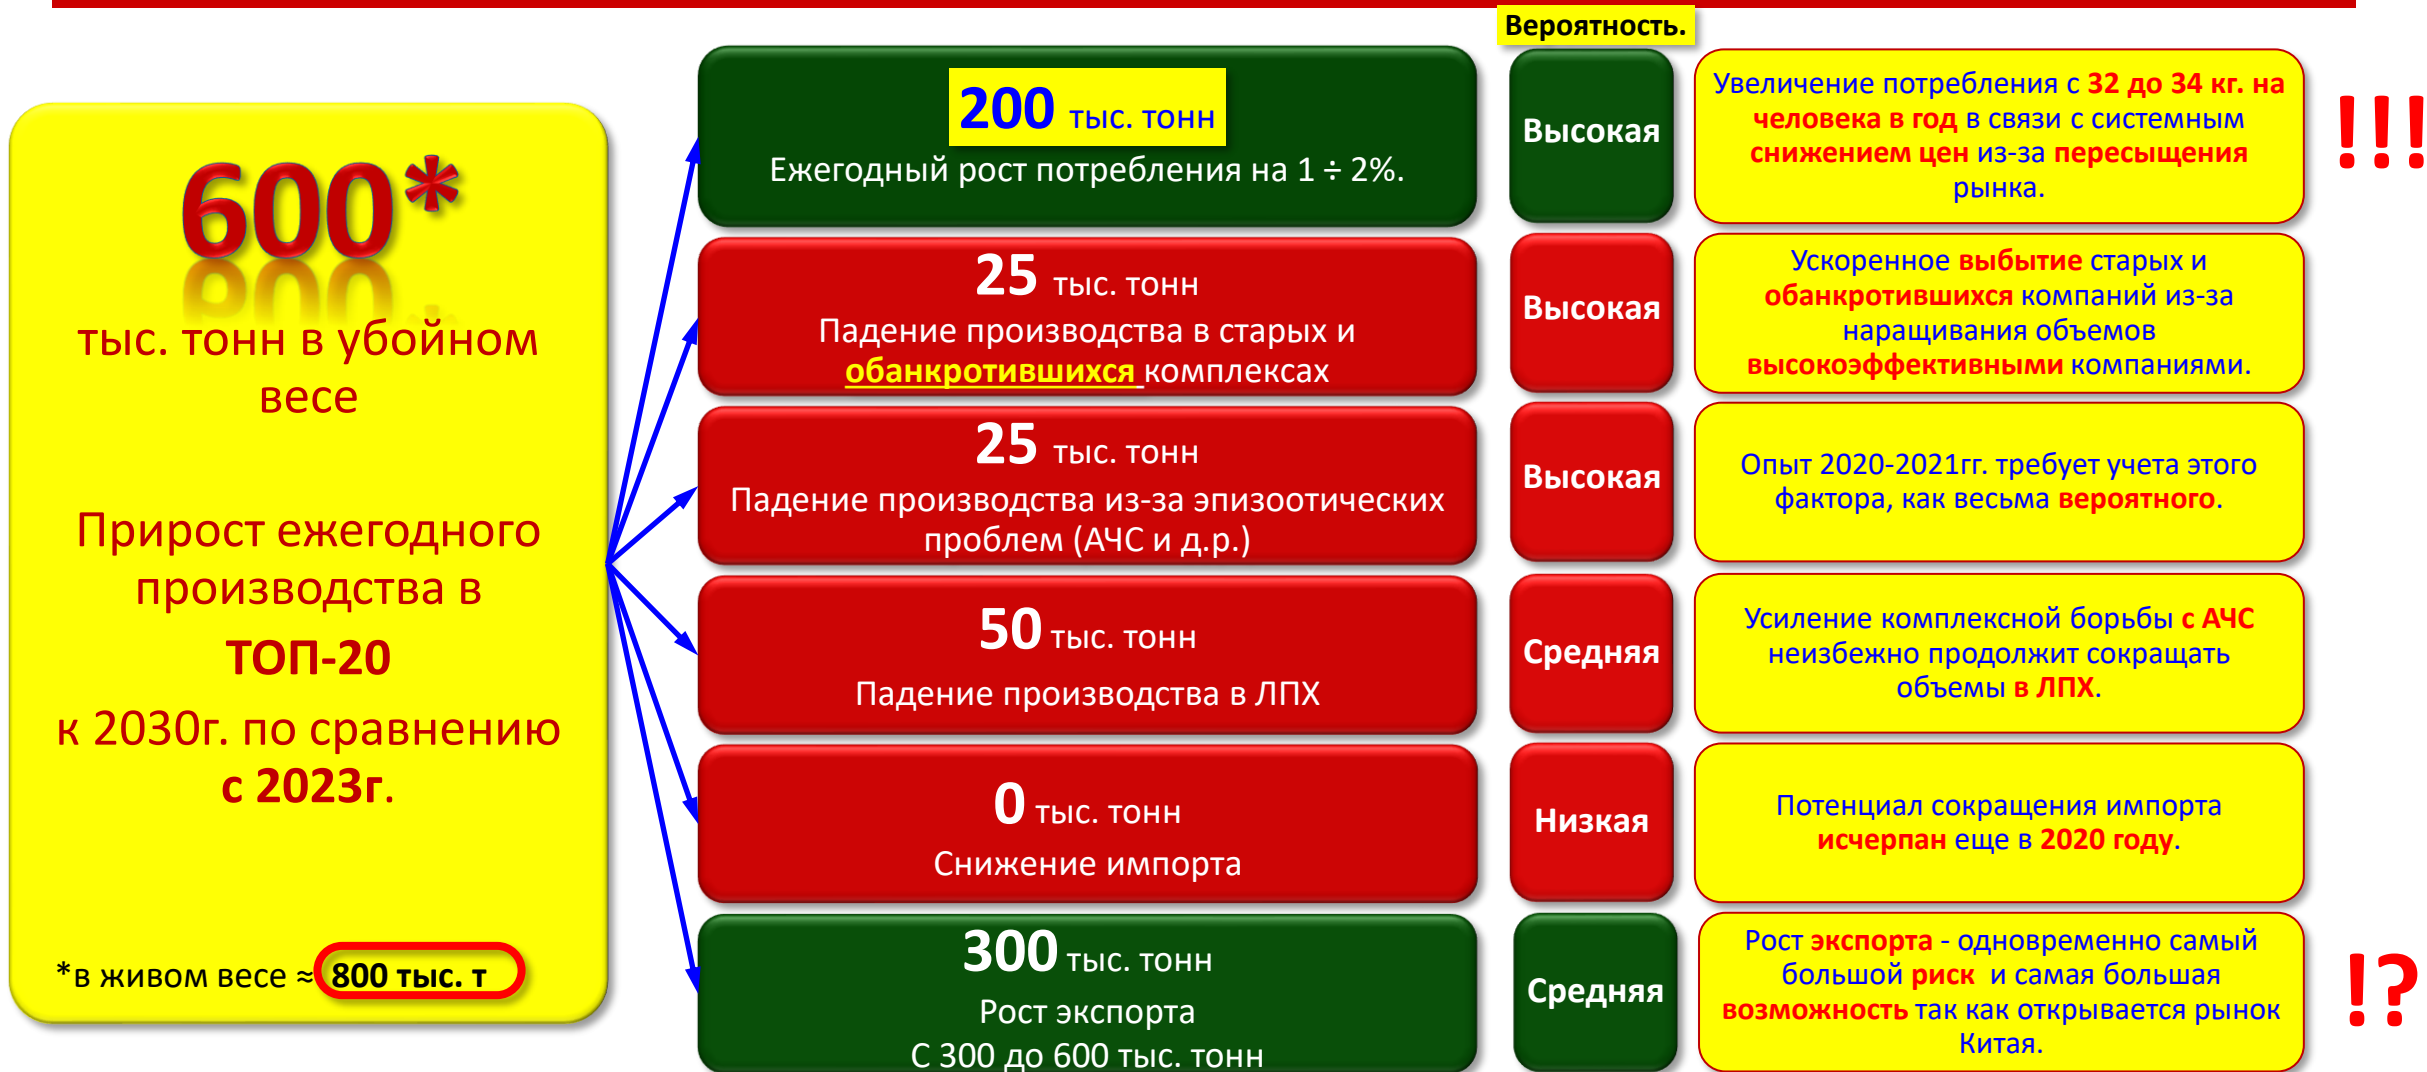 Вероятность.
600*
тыс. тонн в убойном
весе
Прирост ежегодного
производства в
ТОП-20
к 2030г. по сравнению
с 2023г.
*в живом весе ≈ 800 тыс. т
200 тыс. тонн
Ежегодный рост потребления на 1 ÷ 2%.
Высокая
Увеличение потребления с 32 до 34 кг. на
человека в год в связи с системным
снижением цен из-за пересыщения
рынка.
!!!
25 тыс. тонн
Падение производства в старых и
обанкротившихся комплексах
Высокая
Ускоренное выбытие старых и
обанкротившихся компаний из-за
наращивания объемов
высокоэффективными компаниями.
25 тыс. тонн
Падение производства из-за эпизоотических
проблем (АЧС и д.р.)
Высокая
Опыт 2020-2021гг. требует учета этого
фактора, как весьма вероятного.
50 тыс. тонн
Падение производства в ЛПХ
Средняя
Усиление комплексной борьбы с АЧС
неизбежно продолжит сокращать
объемы в ЛПХ.
0 тыс. тонн
Снижение импорта
Низкая
Потенциал сокращения импорта
исчерпан еще в 2020 году.
300 тыс. тонн
Рост экспорта
С 300 до 600 тыс. тонн
Средняя
Рост экспорта - одновременно самый
большой риск и самая большая
возможность так как открывается рынок
Китая.
!?